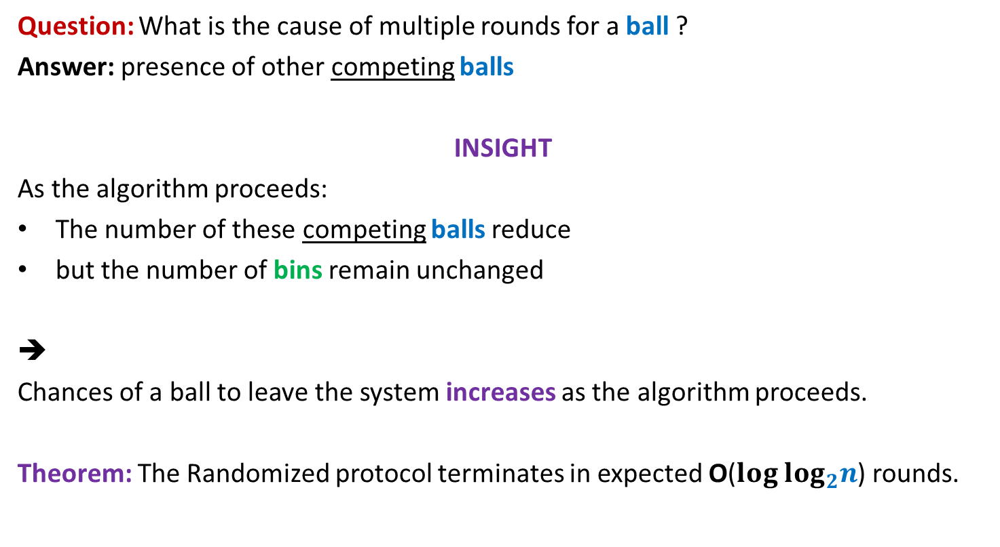 Question: What is the cause of multiple rounds for a ball ?
Answer: presence of other competing balls
INSIGHT
As the algorithm proceeds:
• The number of these competing balls reduce
• but the number of bins remain unchanged
➔
Chances of a ball to leave the system increases as the algorithm proceeds.
Theorem: The Randomized protocol terminates in expected O(log log₂n) rounds.